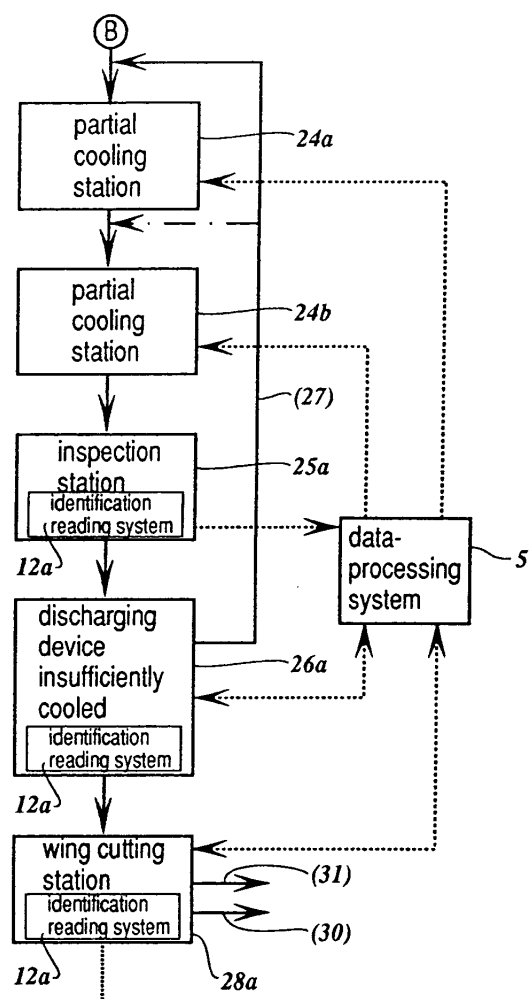 B
partial
cooling
station
24a
partial
cooling
station
24b
(27)
inspection
station
identification
reading system
25a
12a
data-
processing
system
5
discharging
device
insufficiently
cooled
26a
identification
reading system
12a
wing cutting
station
(31)
identification
reading system
(30)
12a
28a